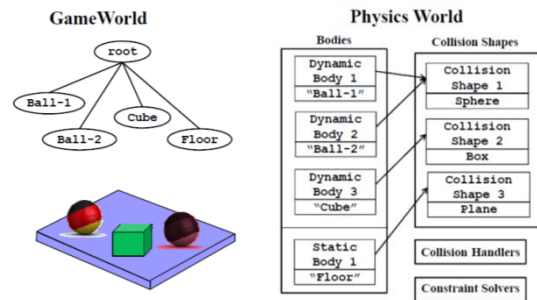 GameWorld
root
Ball-1
Ball-2
Cube
Floor
Physics World
Bodies
Dynamic
Body 1
"Ball-1"
Dynamic
Body 2
"Ball-2"
Dynamic
Body 3
"Cube"
Static
Body 1
"Floor"
Collision Shapes
Collision
Shape 1
Sphere
Collision
Shape 2
Box
Collision
Shape 3
Plane
Collision Handlers
Constraint Solvers